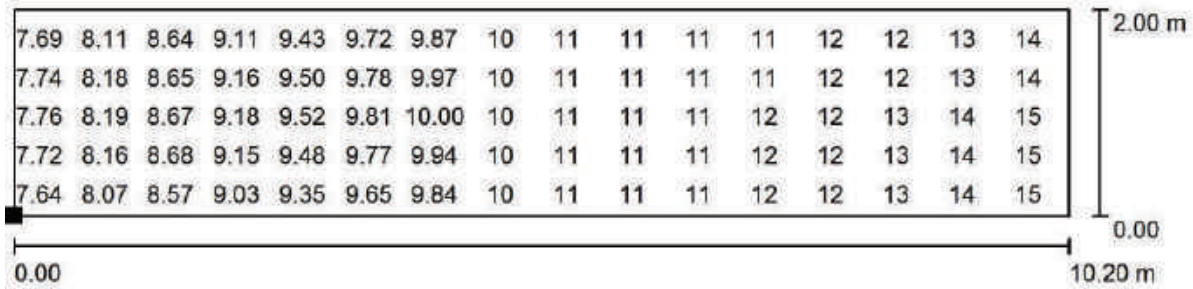 7.69 8.11 8.64 9.11 9.43 9.72 9.87 10 11 11 11 11 12 12 13 14
2.00 m
7.74 8.18 8.65 9.16 9.50 9.78 9.97 10 11 11 11 11 12 12 13 14
7.76 8.19 8.67 9.18 9.52 9.81 10.00 10 11 11 11 12 12 13 14 15
7.72 8.16 8.68 9.15 9.48 9.77 9.94 10 11 11 11 12 12 13 14 15
7.64 8.07 8.57 9.03 9.35 9.65 9.84 10 11 11 11 12 12 13 14 15
0.00
0.00 10.20 m